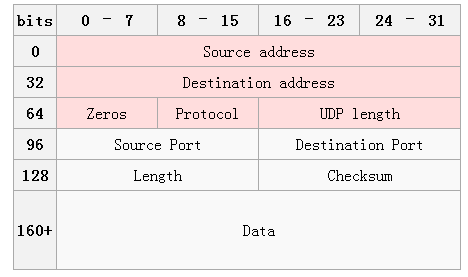 bits 0 - 7 8 - 15 16 - 23 24 - 31
0 Source address
32 Destination address
64 Zeros Protocol UDP length
96 Source Port Destination Port
128 Length Checksum
160+ Data